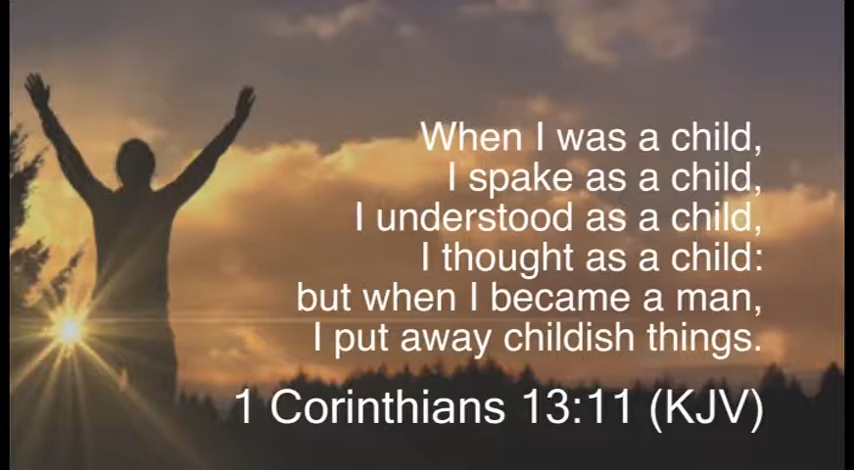 When I was a child,
I spake as a child,
I understood as a child,
I thought as a child:
but when I became a man,
I put away childish things.
1 Corinthians 13:11 (KJV)